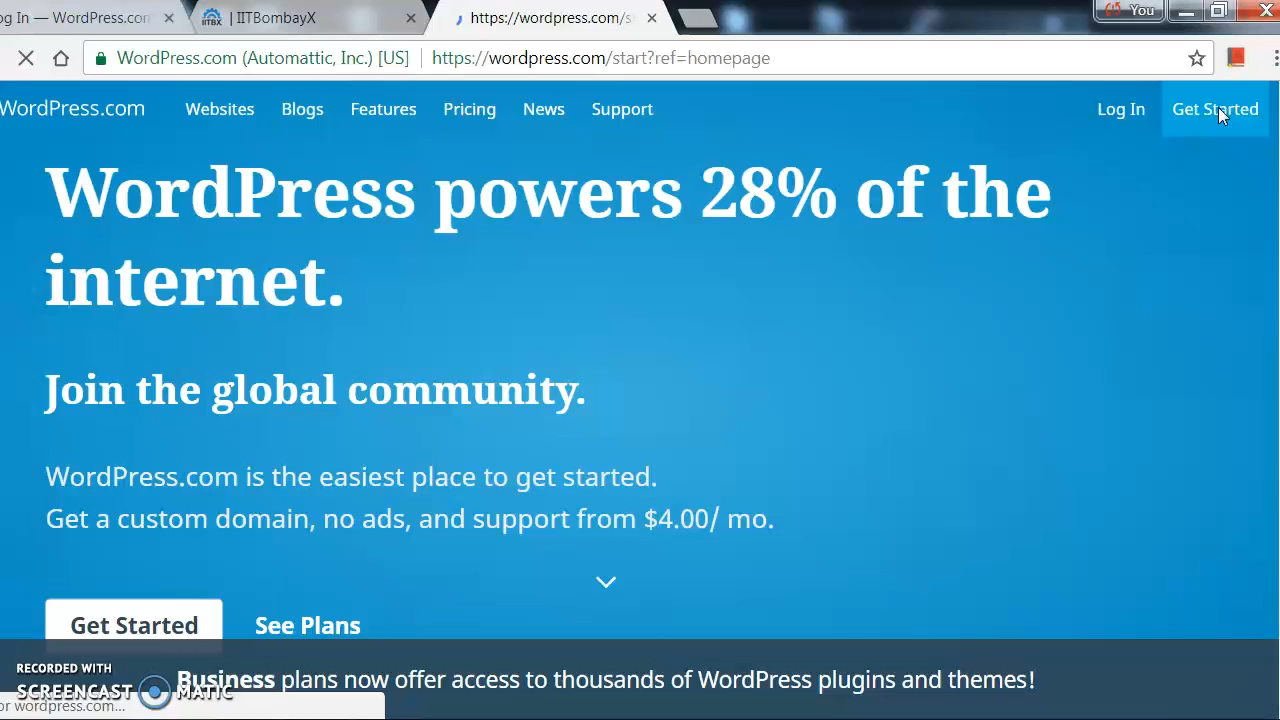 og In — WordPress.com
| IITBombayX
https://wordpress.com/s
You
WordPress.com (Automattic, Inc.) [US]
https://wordpress.com/start?ref=homepage
WordPress.com
Websites
Blogs
Features
Pricing
News
Support
Log In
Get Started
WordPress powers 28% of the
internet.
Join the global community.
WordPress.com is the easiest place to get started.
Get a custom domain, no ads, and support from $4.00/ mo.
Get Started
See Plans
Business plans now offer access to thousands of WordPress plugins and themes!
RECORDED WITH
SCREENCAST MATIC
or wordpress.com...